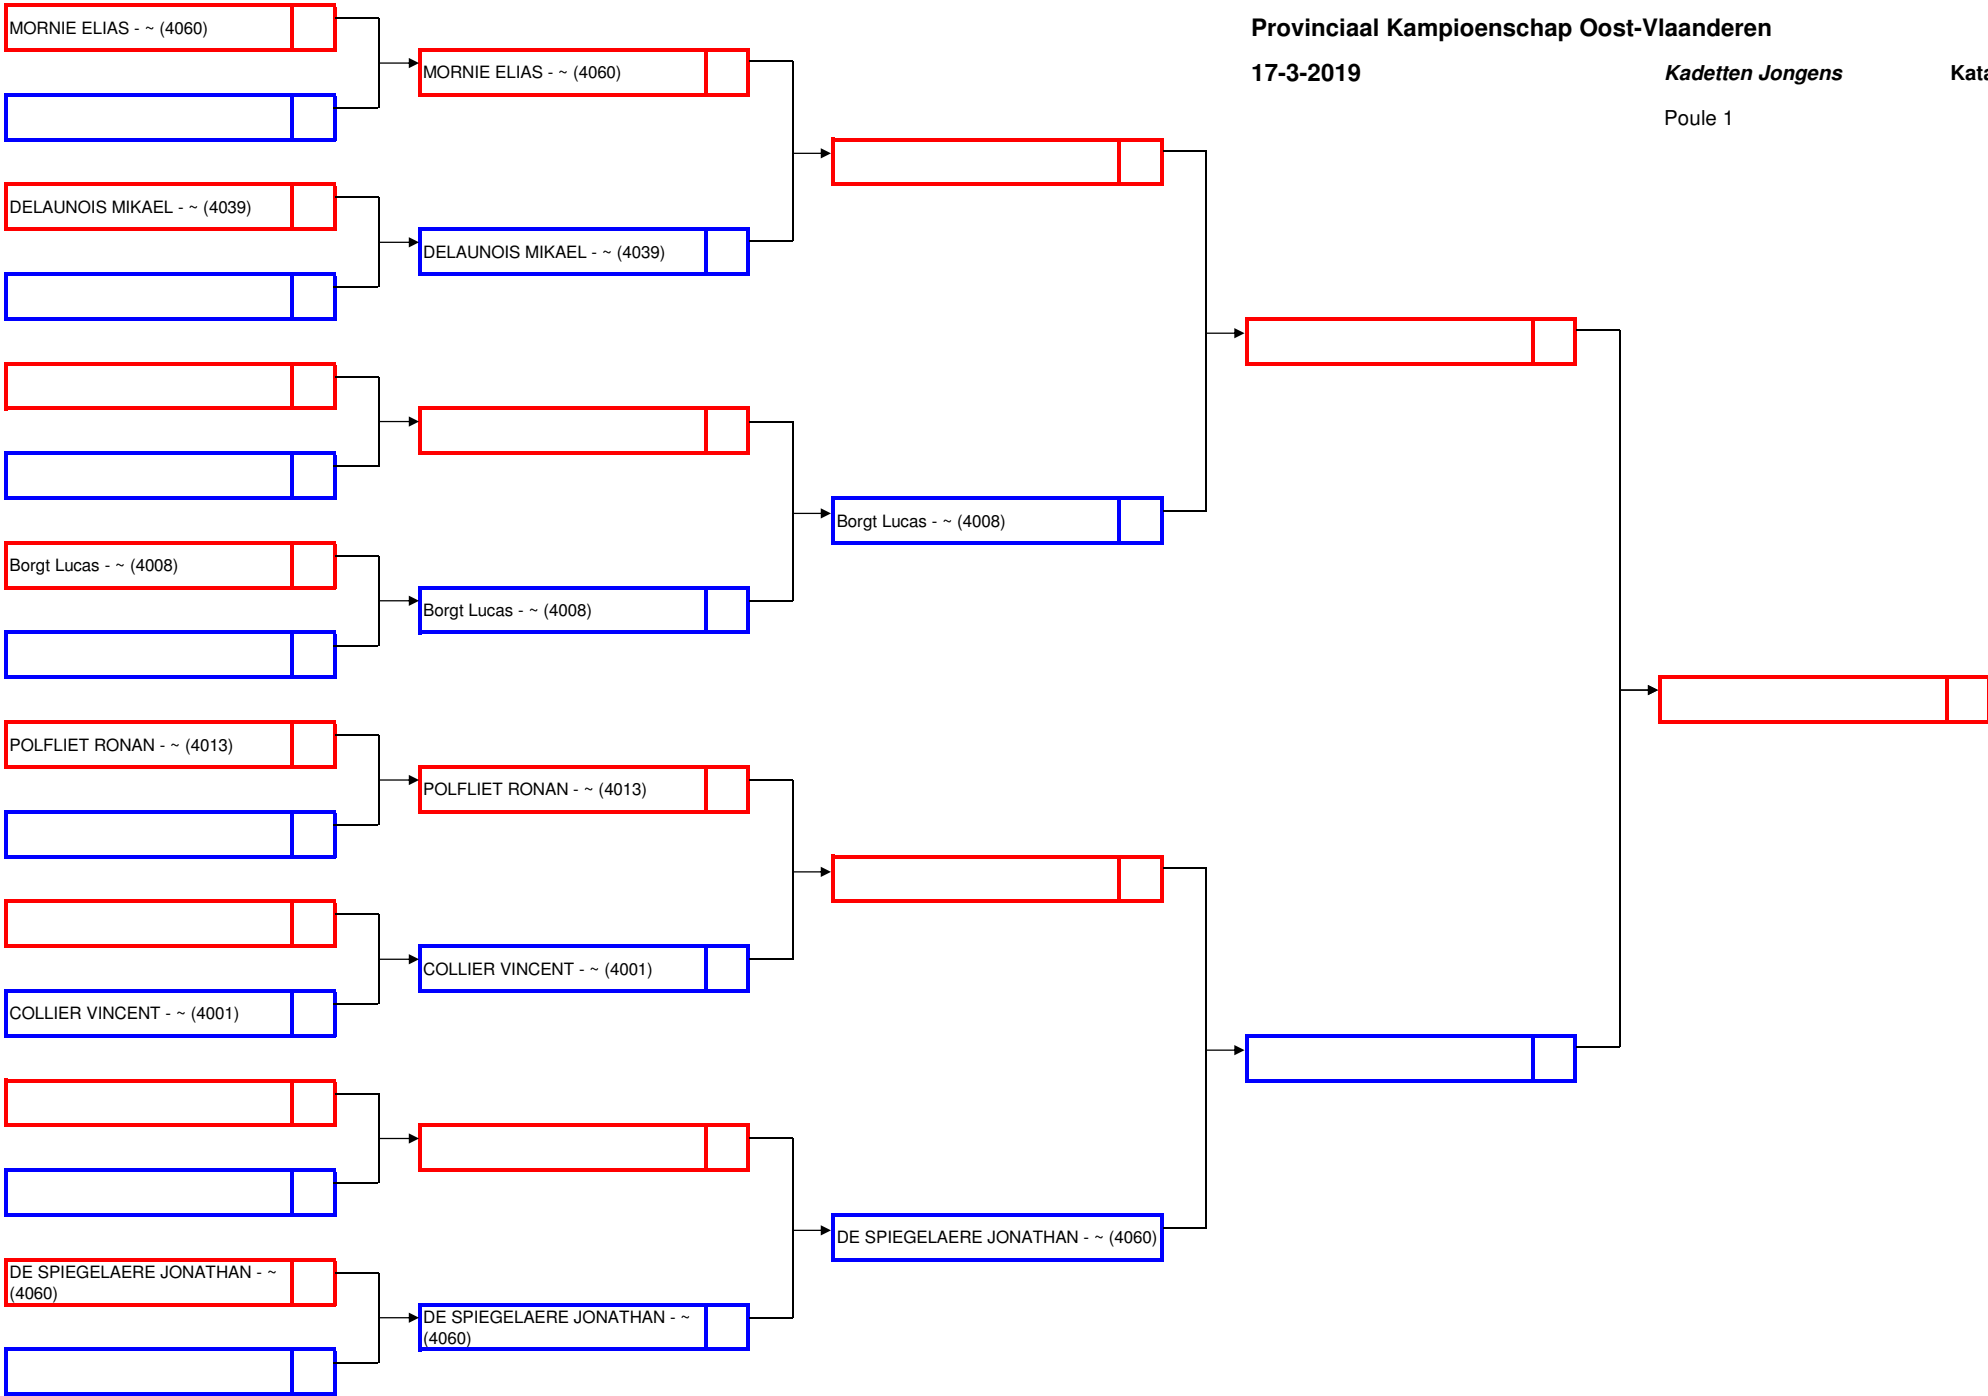 Provinciaal Kampioenschap Oost-Vlaanderen
17-3-2019 Kadetten Jongens Kata
Poule 1
MORNIE ELIAS - ~ (4060)
MORNIE ELIAS - ~ (4060)
DELAUNOIS MIKAEL - ~ (4039)
DELAUNOIS MIKAEL - ~ (4039)
Borgt Lucas - ~ (4008)
Borgt Lucas - ~ (4008)
Borgt Lucas - ~ (4008)
POLFLIET RONAN - ~ (4013)
POLFLIET RONAN - ~ (4013)
COLLIER VINCENT - ~ (4001)
COLLIER VINCENT - ~ (4001)
DE SPIEGELAERE JONATHAN - ~ (4060)
DE SPIEGELAERE JONATHAN - ~
(4060)
DE SPIEGELAERE JONATHAN - ~
(4060)